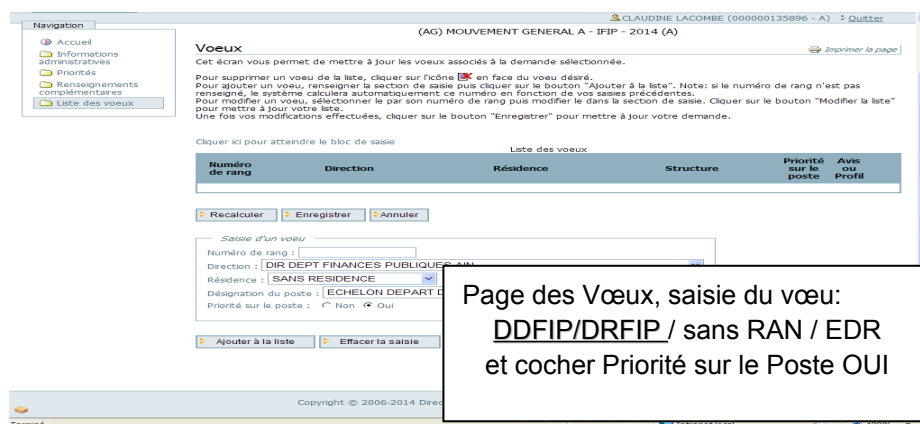 CLAUDINE LACOMBE (000000135896 - A) Quitter
Navigation
Accueil
Informations administratives
Priorités
Renseignements complémentaires
Liste des voeux
(AG) MOUVEMENT GENERAL A - IFIP - 2014 (A)
Voeux
Imprimer la page
Cet écran vous permet de mettre à jour les voeux associés à la demande sélectionnée.
Pour supprimer un voeu de la liste, cliquer sur l'icône en face du voeu désiré.
Pour ajouter un voeu, renseigner la section de saisie puis cliquer sur le bouton "Ajouter à la liste". Note: si le numéro de rang n'est pas
renseigné, le système calculera automatiquement ce numéro en fonction de vos saisies précédentes.
Pour modifier un voeu, sélectionner le par son numéro de rang puis modifier le dans la section de saisie. Cliquer sur le bouton "Modifier la liste"
pour mettre à jour votre liste.
Une fois vos modifications effectuées, cliquer sur le bouton "Enregistrer" pour mettre à jour votre demande.
Cliquer ici pour atteindre le bloc de saisie
Liste des voeux
Numéro de rang Direction Résidence Structure Priorité sur le poste Avis ou Profil
Recalculer Enregistrer Annuler
Saisie d'un voeu
Numéro de rang :
Direction : DIR DEPT FINANCES PUBLIQUES AIN
Résidence : SANS RESIDENCE
Désignation du poste : ECHELON DEPART D
Priorité sur le poste : Non Oui
Ajouter à la liste Effacer la saisie
Page des Vœux, saisie du vœu:
DDFIP/DRFIP / sans RAN / EDR
et cocher Priorité sur le Poste OUI
Copyright © 2006-2014 Direc